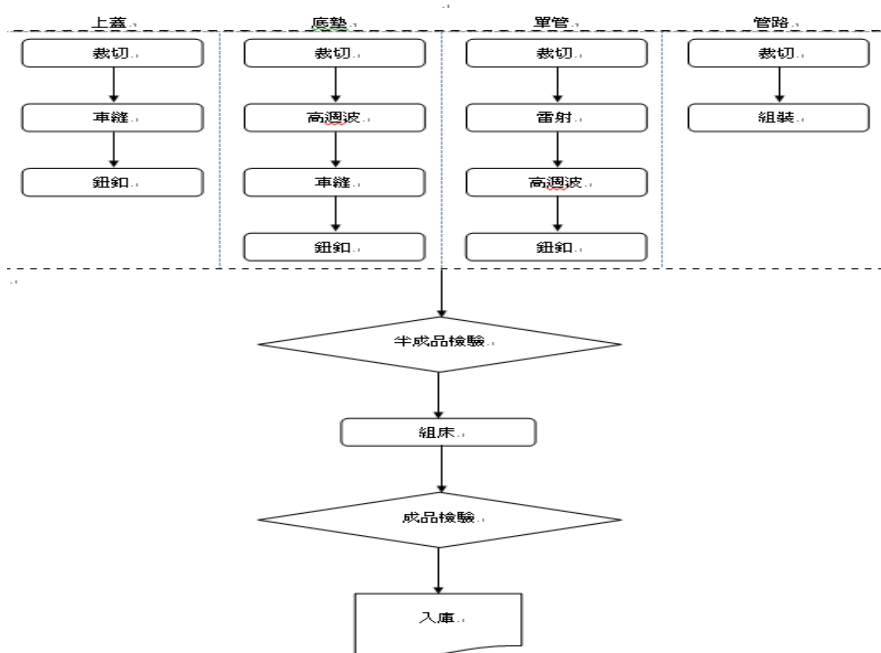 上蓋 底墊 單管 管路
裁切 裁切 裁切 裁切
車縫 高週波 雷射 組裝
鈕釦 車縫 高週波
鈕釦 鈕釦
半成品檢驗
組床
成品檢驗
入庫